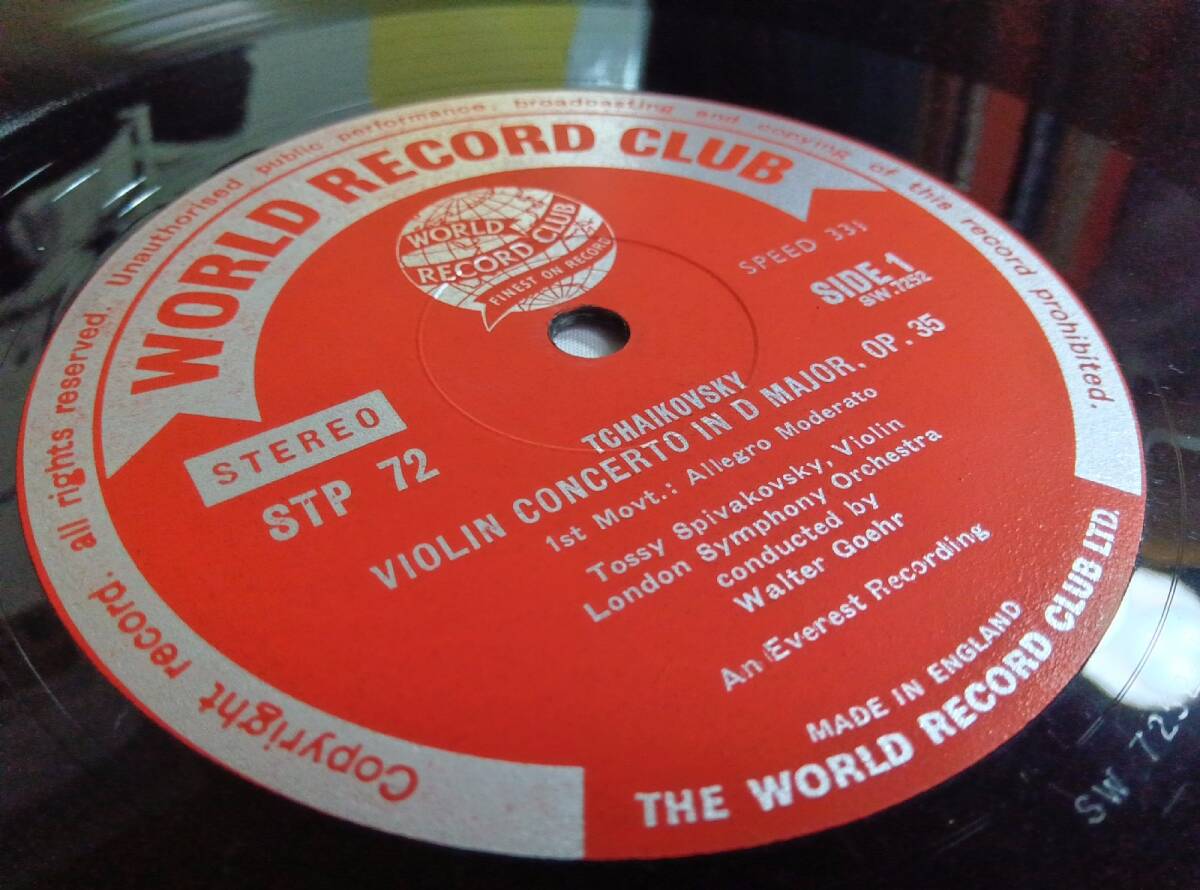 Copyright record. all rights reserved. Unauthorised public performance, broadcasting and copying of this record prohibited.
WORLD RECORD CLUB
WORLD
RECORD CLUB
FINEST ON RECORD
SPEED 33⅓
SIDE 1
SW.7252
STEREO
STP 72
TCHAIKOVSKY
VIOLIN CONCERTO IN D MAJOR, OP. 35
1st Movt.: Allegro Moderato
Tossy Spivakovsky, Violin
London Symphony Orchestra
conducted by
Walter Goehr
An Everest Recording
MADE IN ENGLAND
THE WORLD RECORD CLUB LTD.
SW